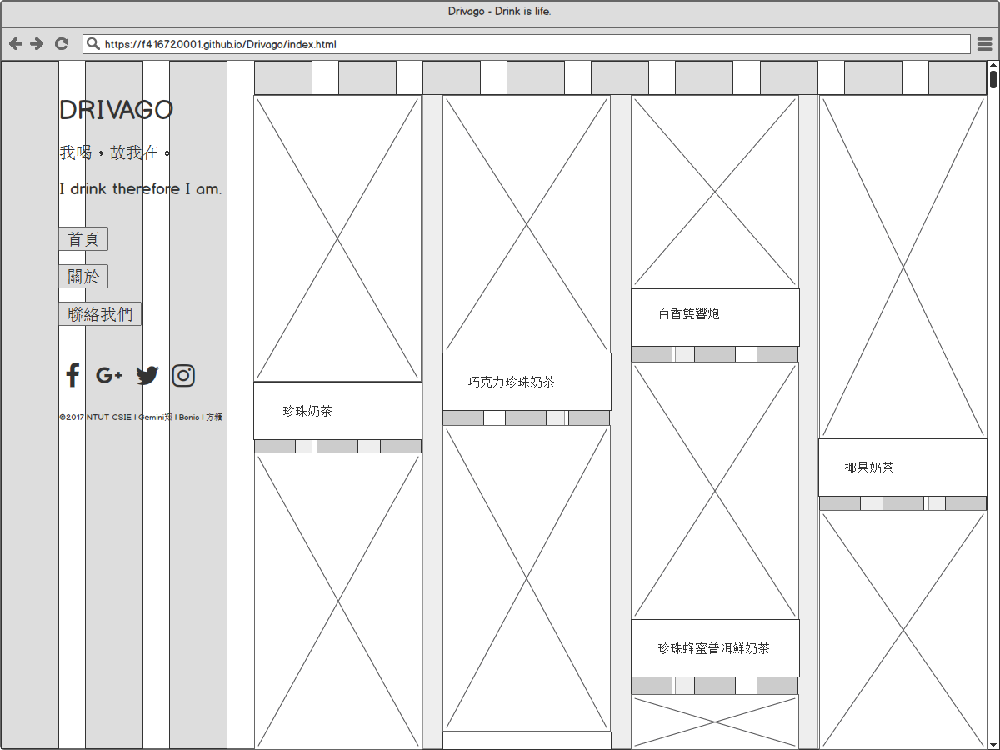 Drivago - Drink is life.
https://f416720001.github.io/Drivago/index.html
DRIVAGO
我喝，故我在。
I drink therefore I am.
首頁
關於
聯絡我們
©2017 NTUT CSIE | Gemini翔 | Bonis | 方糖
珍珠奶茶
巧克力珍珠奶茶
百香雙響炮
珍珠蜂蜜普洱鮮奶茶
椰果奶茶